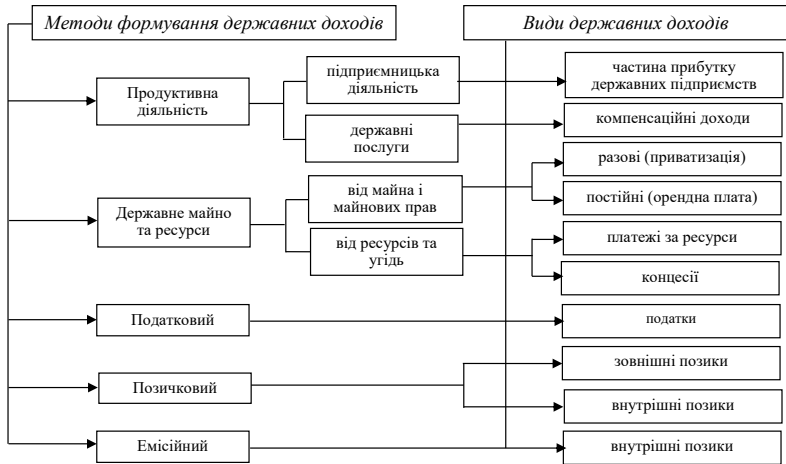 Методи формування державних доходів
Види державних доходів
Продуктивна
діяльність
підприємницька
діяльність
частина прибутку
державних підприємств
державні
послуги
компенсаційні доходи
Державне майно
та ресурси
від майна і
майнових прав
разові (приватизація)
постійні (орендна плата)
від ресурсів та
угідь
платежі за ресурси
концесії
Податковий
податки
Позичковий
зовнішні позики
внутрішні позики
Емісійний
внутрішні позики